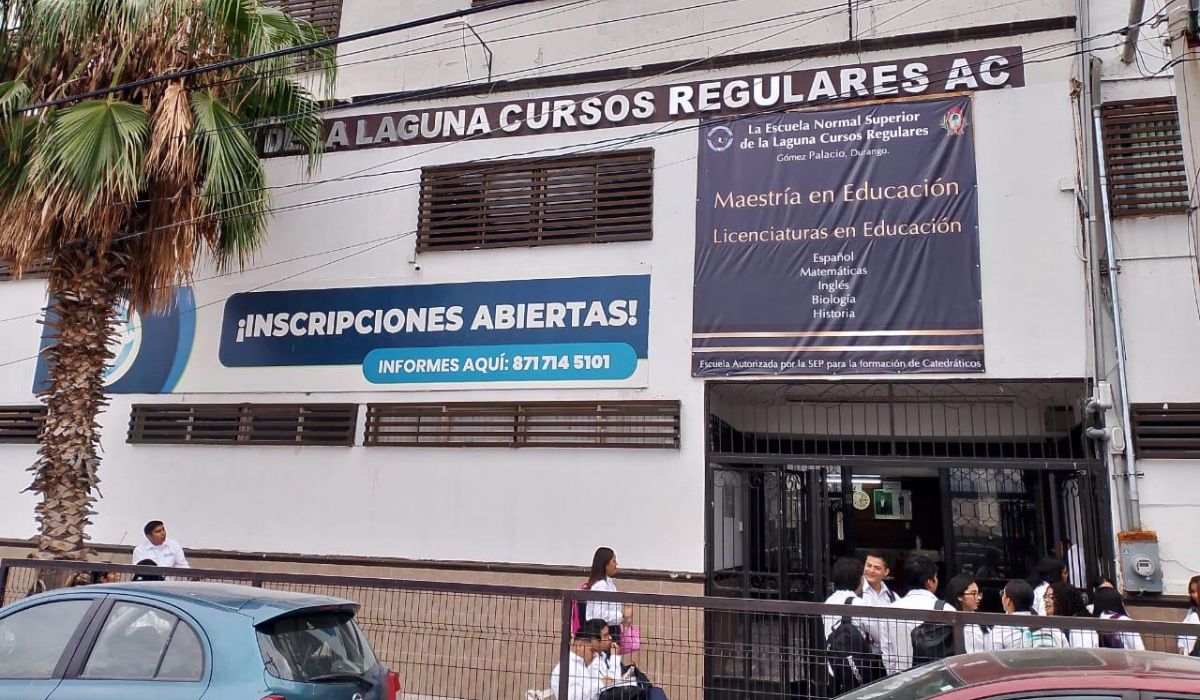 DE LA LAGUNA CURSOS REGULARES AC
La Escuela Normal Superior
de la Laguna Cursos Regulares
Gómez Palacio, Durango.
Maestría en Educación
Licenciaturas en Educación
Español
Matemáticas
Inglés
Biología
Historia
Escuela Autorizada por la SEP para la formación de Catedráticos
¡INSCRIPCIONES ABIERTAS!
INFORMES AQUÍ: 871 714 5101